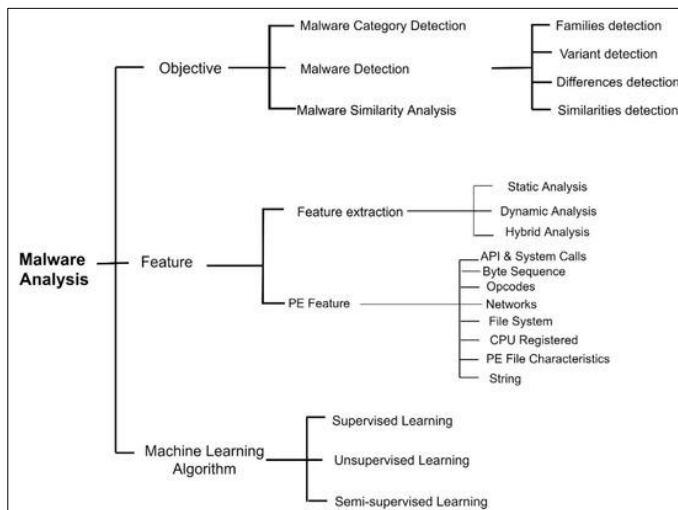 Malware Analysis
Objective
Malware Category Detection
Malware Detection
Families detection
Variant detection
Differences detection
Similarities detection
Malware Similarity Analysis
Feature
Feature extraction
Static Analysis
Dynamic Analysis
Hybrid Analysis
PE Feature
API & System Calls
Byte Sequence
Opcodes
Networks
File System
CPU Registered
PE File Characteristics
String
Machine Learning
Algorithm
Supervised Learning
Unsupervised Learning
Semi-supervised Learning